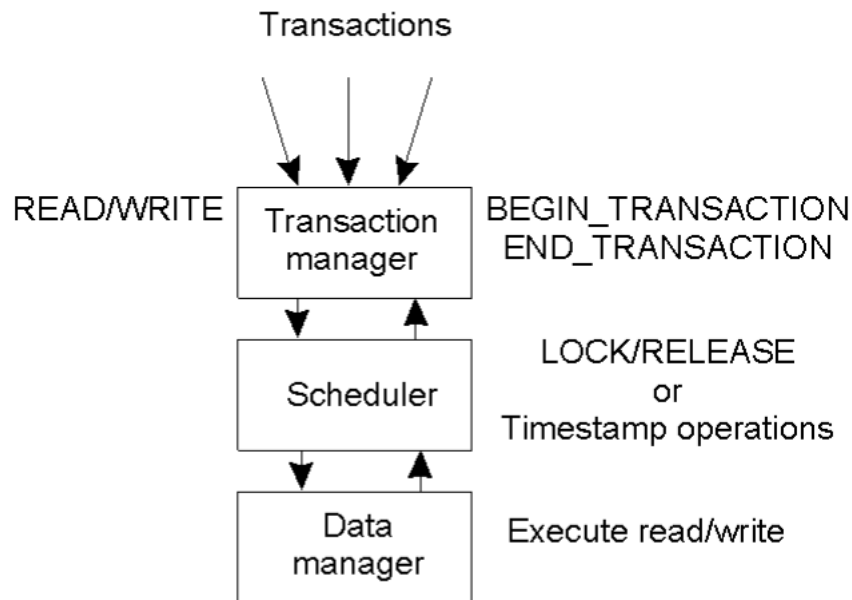 Transactions
READ/WRITE
Transaction
manager
BEGIN_TRANSACTION
END_TRANSACTION
Scheduler
LOCK/RELEASE
or
Timestamp operations
Data
manager
Execute read/write